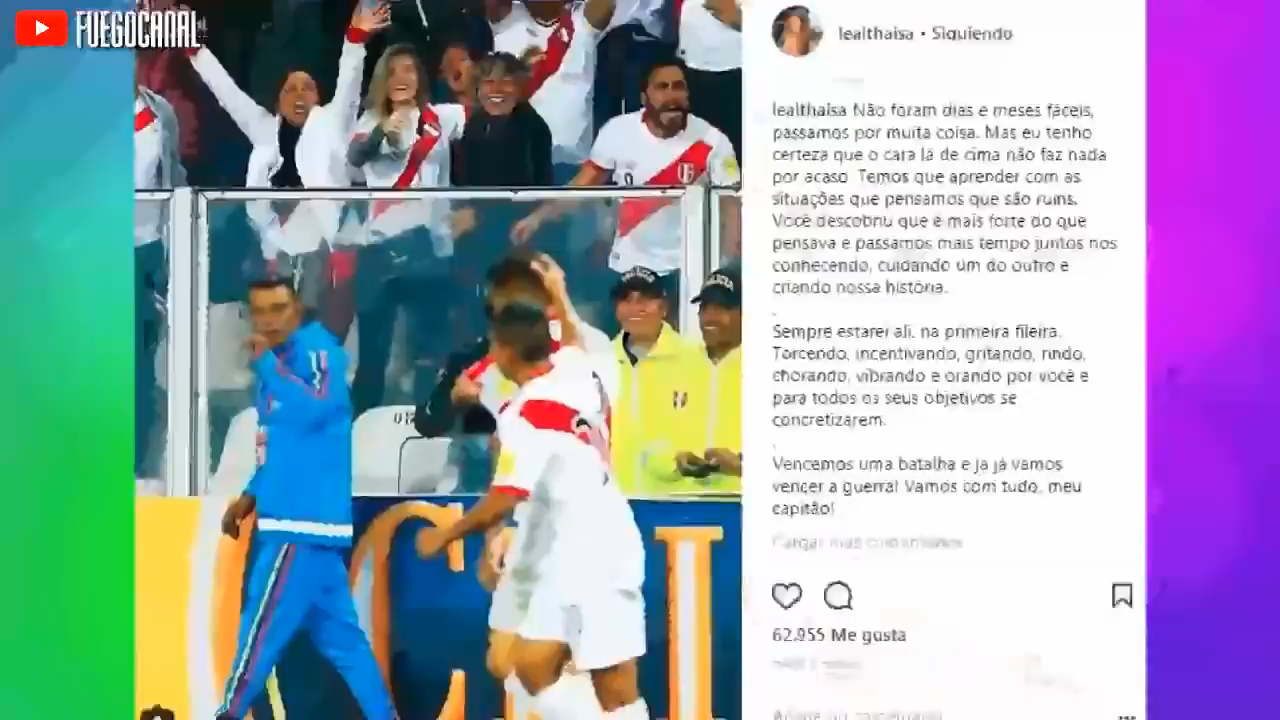 FUEGOCANAL
lealthaisa • Siguiendo
lealthaisa Não foram dias e meses fáceis,
passamos por muita coisa. Mas eu tenho
certeza que o cara lá de cima não faz nada
por acaso. Temos que aprender com as
situações que pensamos que são ruins.
Você descobriu que é mais forte do que
pensava e passamos mais tempo juntos nos
conhecendo, cuidando um do outro e
criando nossa história.
.
Sempre estarei ali, na primeira fileira.
Torcendo, incentivando, gritando, rindo,
chorando, vibrando e orando por você e
para todos os seus objetivos se
concretizarem.
.
Vencemos uma batalha e ja já vamos
vencer a guerra! Vamos com tudo, meu
capitão!
Cargar más comentarios
62.955 Me gusta
POLICIA